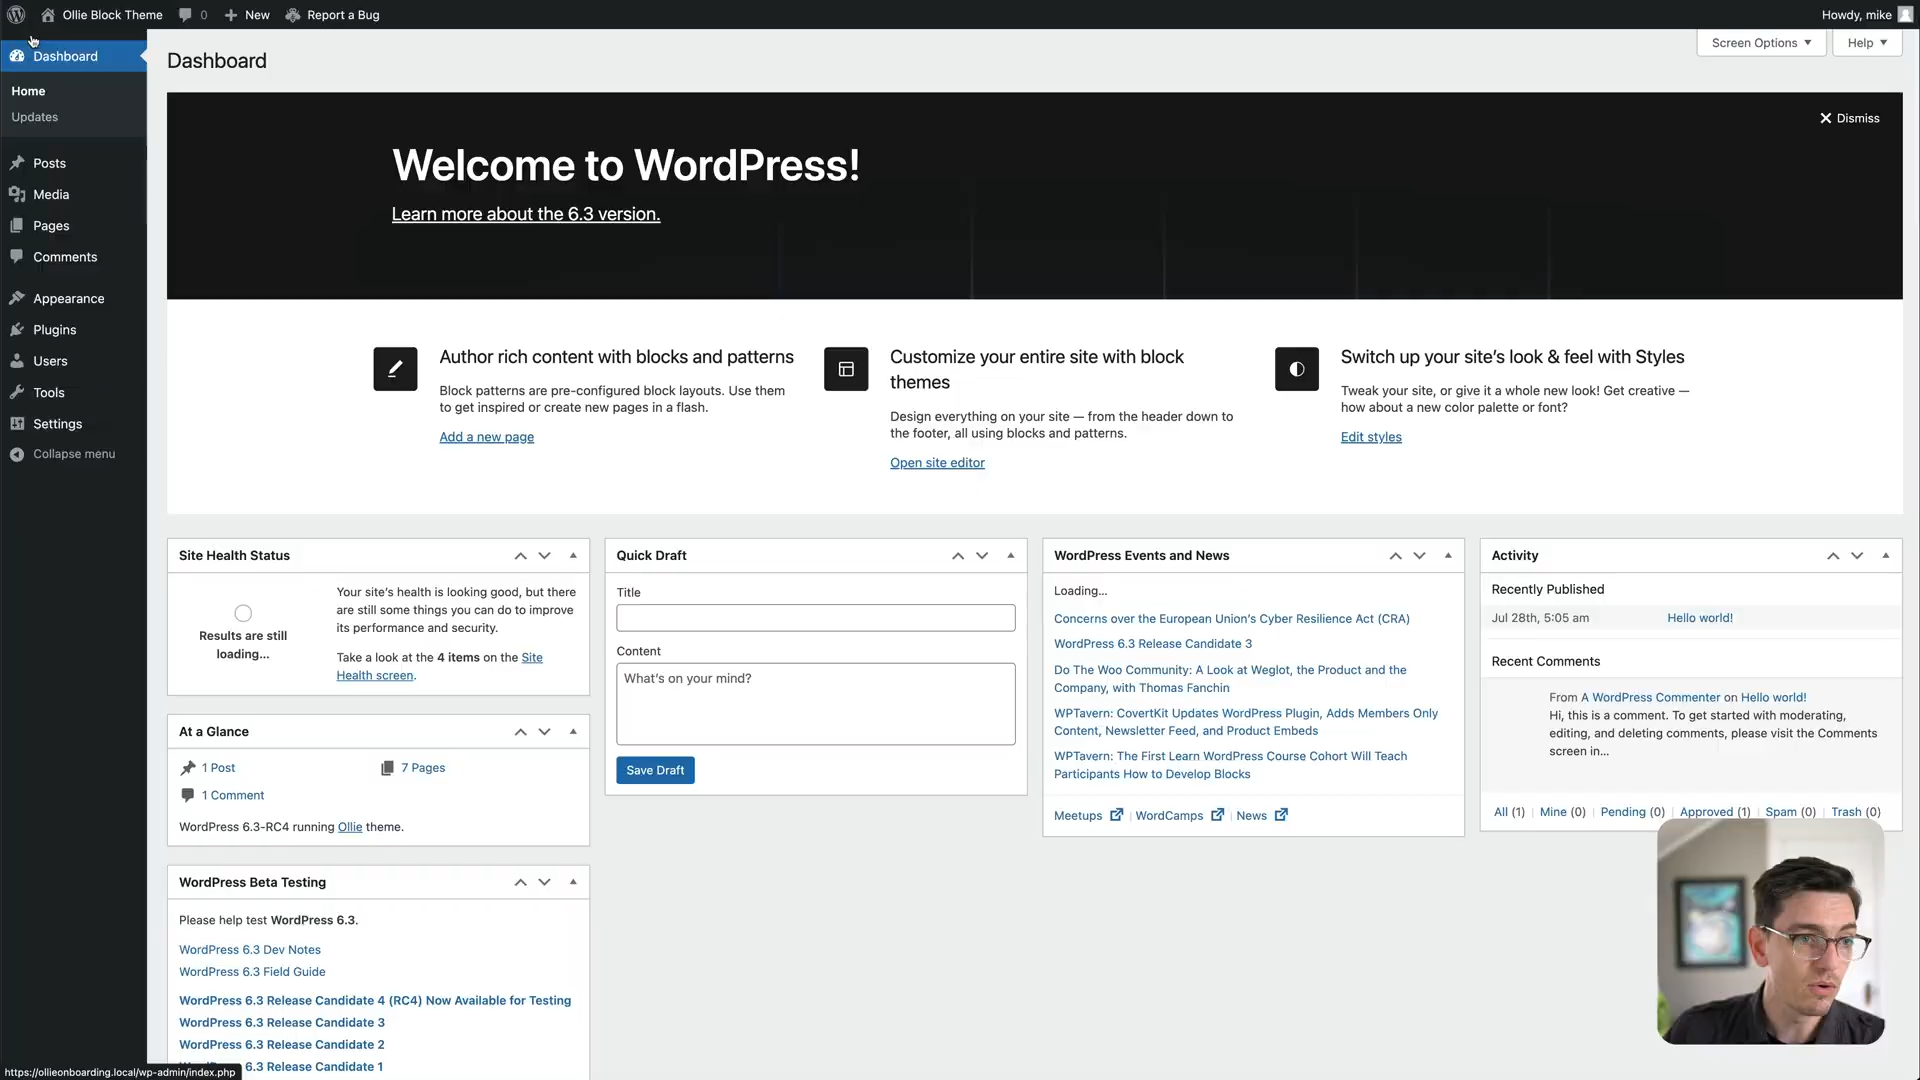 Ollie Block Theme
0
New
Report a Bug
Howdy, mike
Dashboard
Home
Updates
Posts
Media
Pages
Comments
Appearance
Plugins
Users
Tools
Settings
Collapse menu
Dashboard
Screen Options
Help
Dismiss
Welcome to WordPress!
Learn more about the 6.3 version.
Author rich content with blocks and patterns
Block patterns are pre-configured block layouts. Use them
to get inspired or create new pages in a flash.
Add a new page
Customize your entire site with block
themes
Design everything on your site — from the header down to
the footer, all using blocks and patterns.
Open site editor
Switch up your site’s look & feel with Styles
Tweak your site, or give it a whole new look! Get creative —
how about a new color palette or font?
Edit styles
Site Health Status
Results are still
loading...
Your site’s health is looking good, but there
are still some things you can do to improve
its performance and security.
Take a look at the 4 items on the Site
Health screen.
At a Glance
1 Post
7 Pages
1 Comment
WordPress 6.3-RC4 running Ollie theme.
WordPress Beta Testing
Please help test WordPress 6.3.
WordPress 6.3 Dev Notes
WordPress 6.3 Field Guide
WordPress 6.3 Release Candidate 4 (RC4) Now Available for Testing
WordPress 6.3 Release Candidate 3
WordPress 6.3 Release Candidate 2
6.3 Release Candidate 1
Quick Draft
Title
Content
What’s on your mind?
Save Draft
WordPress Events and News
Loading...
Concerns over the European Union’s Cyber Resilience Act (CRA)
WordPress 6.3 Release Candidate 3
Do The Woo Community: A Look at Weglot, the Product and the
Company, with Thomas Fanchin
WPTavern: CovertKit Updates WordPress Plugin, Adds Members Only
Content, Newsletter Feed, and Product Embeds
WPTavern: The First Learn WordPress Course Cohort Will Teach
Participants How to Develop Blocks
Meetups | WordCamps | News
Activity
Recently Published
Jul 28th, 5:05 am Hello world!
Recent Comments
From A WordPress Commenter on Hello world!
Hi, this is a comment. To get started with moderating,
editing, and deleting comments, please visit the Comments
screen in...
All (1) | Mine (0) | Pending (0) | Approved (1) | Spam (0) | Trash (0)
https://ollieonboarding.local/wp-admin/index.php